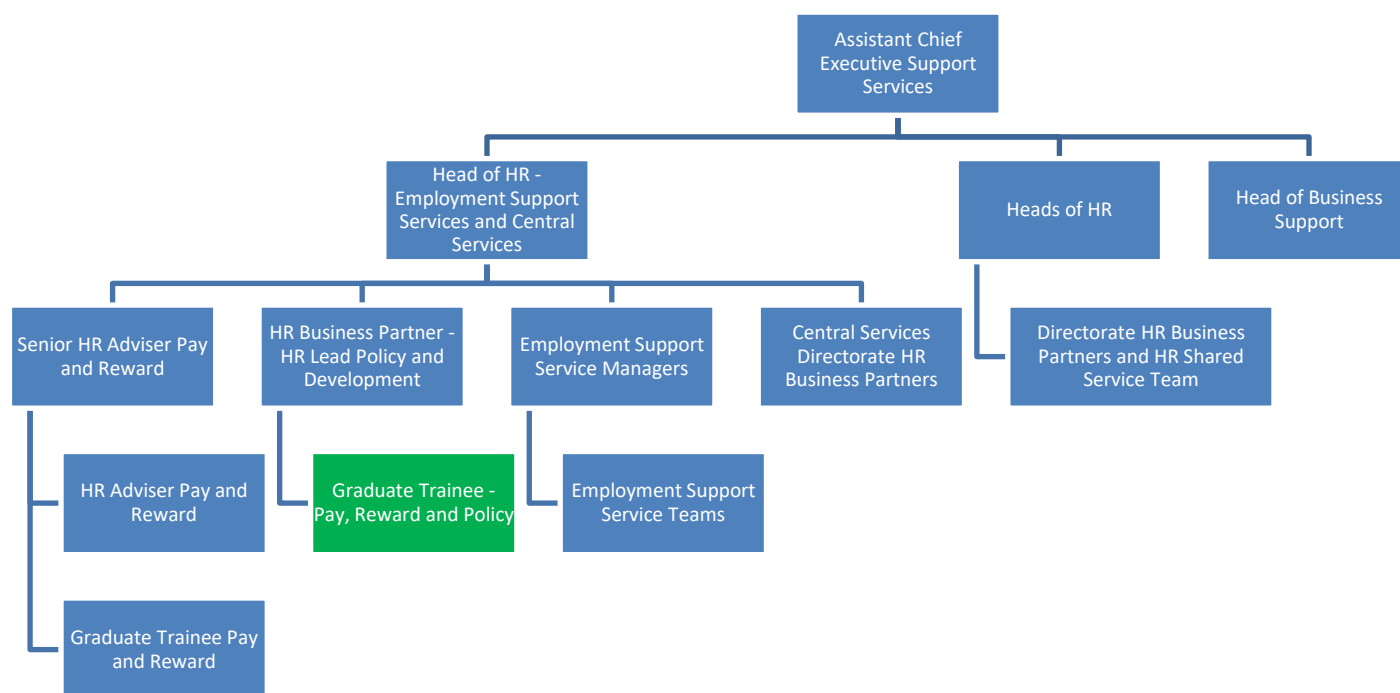 Assistant Chief
Executive Support
Services
Head of HR -
Employment Support
Services and Central
Services
Heads of HR
Head of Business
Support
Senior HR Adviser Pay
and Reward
HR Business Partner -
HR Lead Policy and
Development
Employment Support
Service Managers
Central Services
Directorate HR
Business Partners
Directorate HR Business
Partners and HR Shared
Service Team
HR Adviser Pay and
Reward
Graduate Trainee -
Pay, Reward and Policy
Employment Support
Service Teams
Graduate Trainee Pay
and Reward